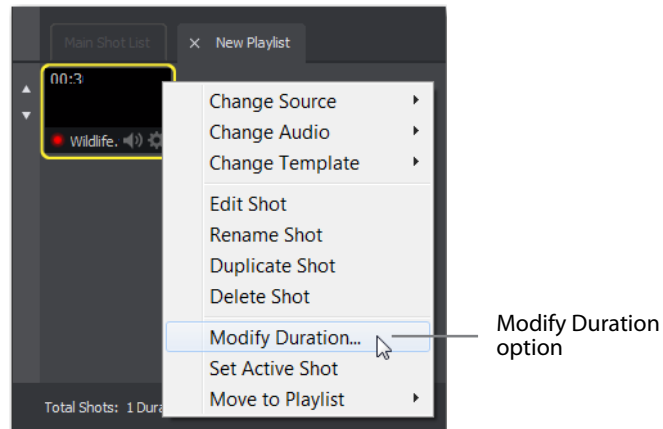 Main Shot List
× New Playlist
00:3
Wildlife.
Change Source
Change Audio
Change Template
Edit Shot
Rename Shot
Duplicate Shot
Delete Shot
Modify Duration...
Set Active Shot
Move to Playlist
Modify Duration
option
Total Shots: 1 Dura